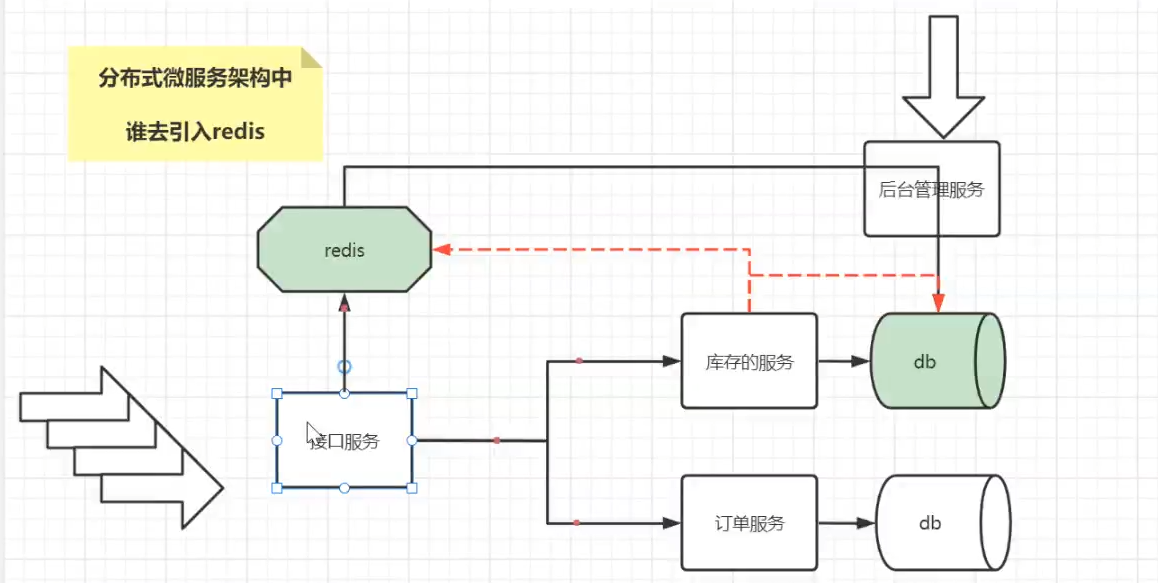 分布式微服务架构中
谁去引入redis
后台管理服务
redis
库存的服务
db
接口服务
订单服务
db